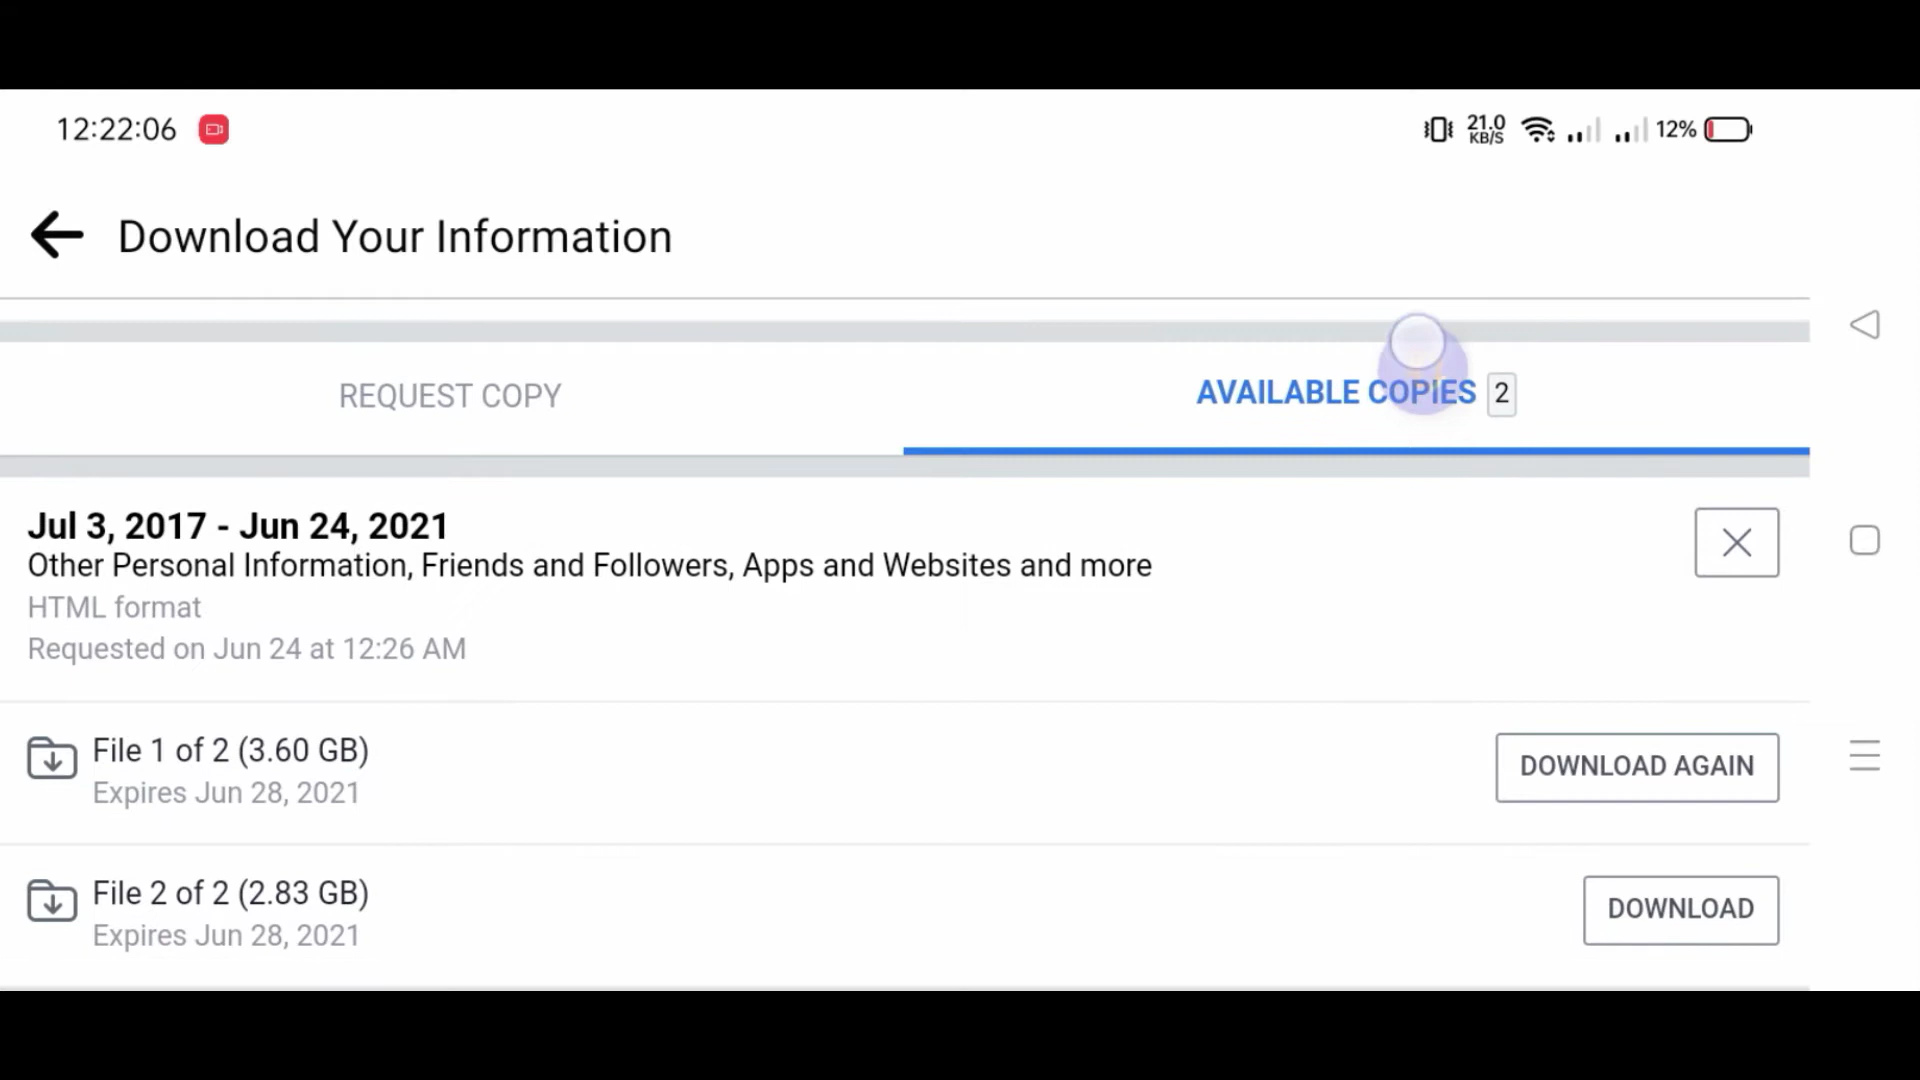 12:22:06
21.0 KB/S
12%
Download Your Information
REQUEST COPY
AVAILABLE COPIES 2
Jul 3, 2017 - Jun 24, 2021
Other Personal Information, Friends and Followers, Apps and Websites and more
HTML format
Requested on Jun 24 at 12:26 AM
File 1 of 2 (3.60 GB)
Expires Jun 28, 2021
DOWNLOAD AGAIN
File 2 of 2 (2.83 GB)
Expires Jun 28, 2021
DOWNLOAD